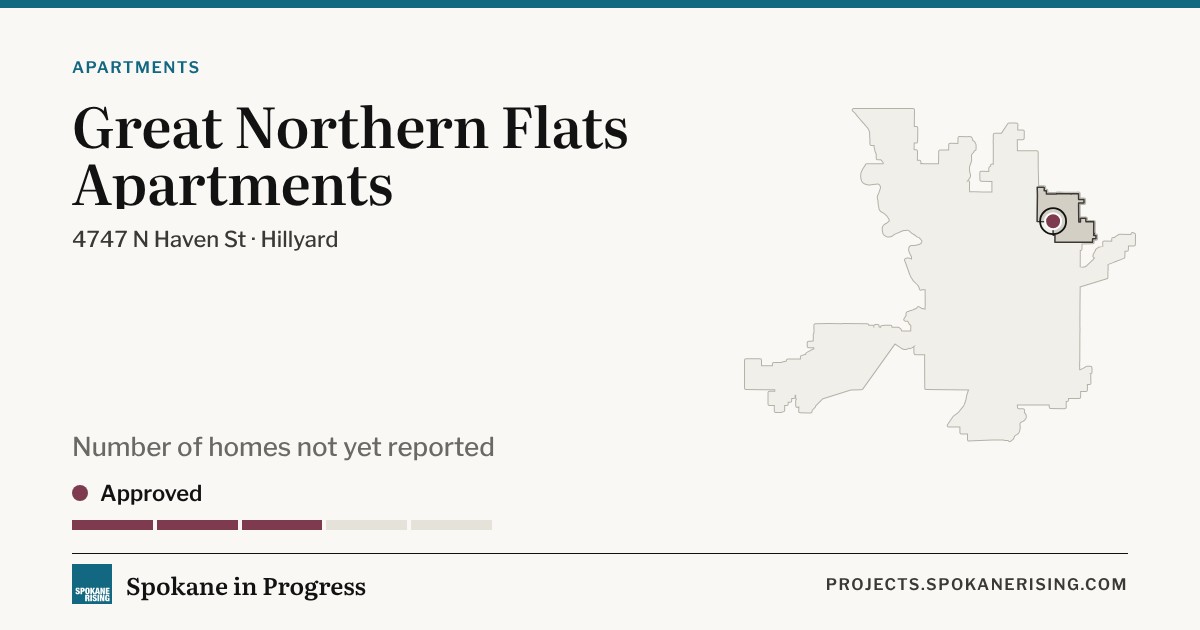 APARTMENTS
Great Northern Flats
Apartments
4747 N Haven St · Hillyard
Number of homes not yet reported
Approved
SPOKANE
RISING
Spokane in Progress
PROJECTS.SPOKANERISING.COM